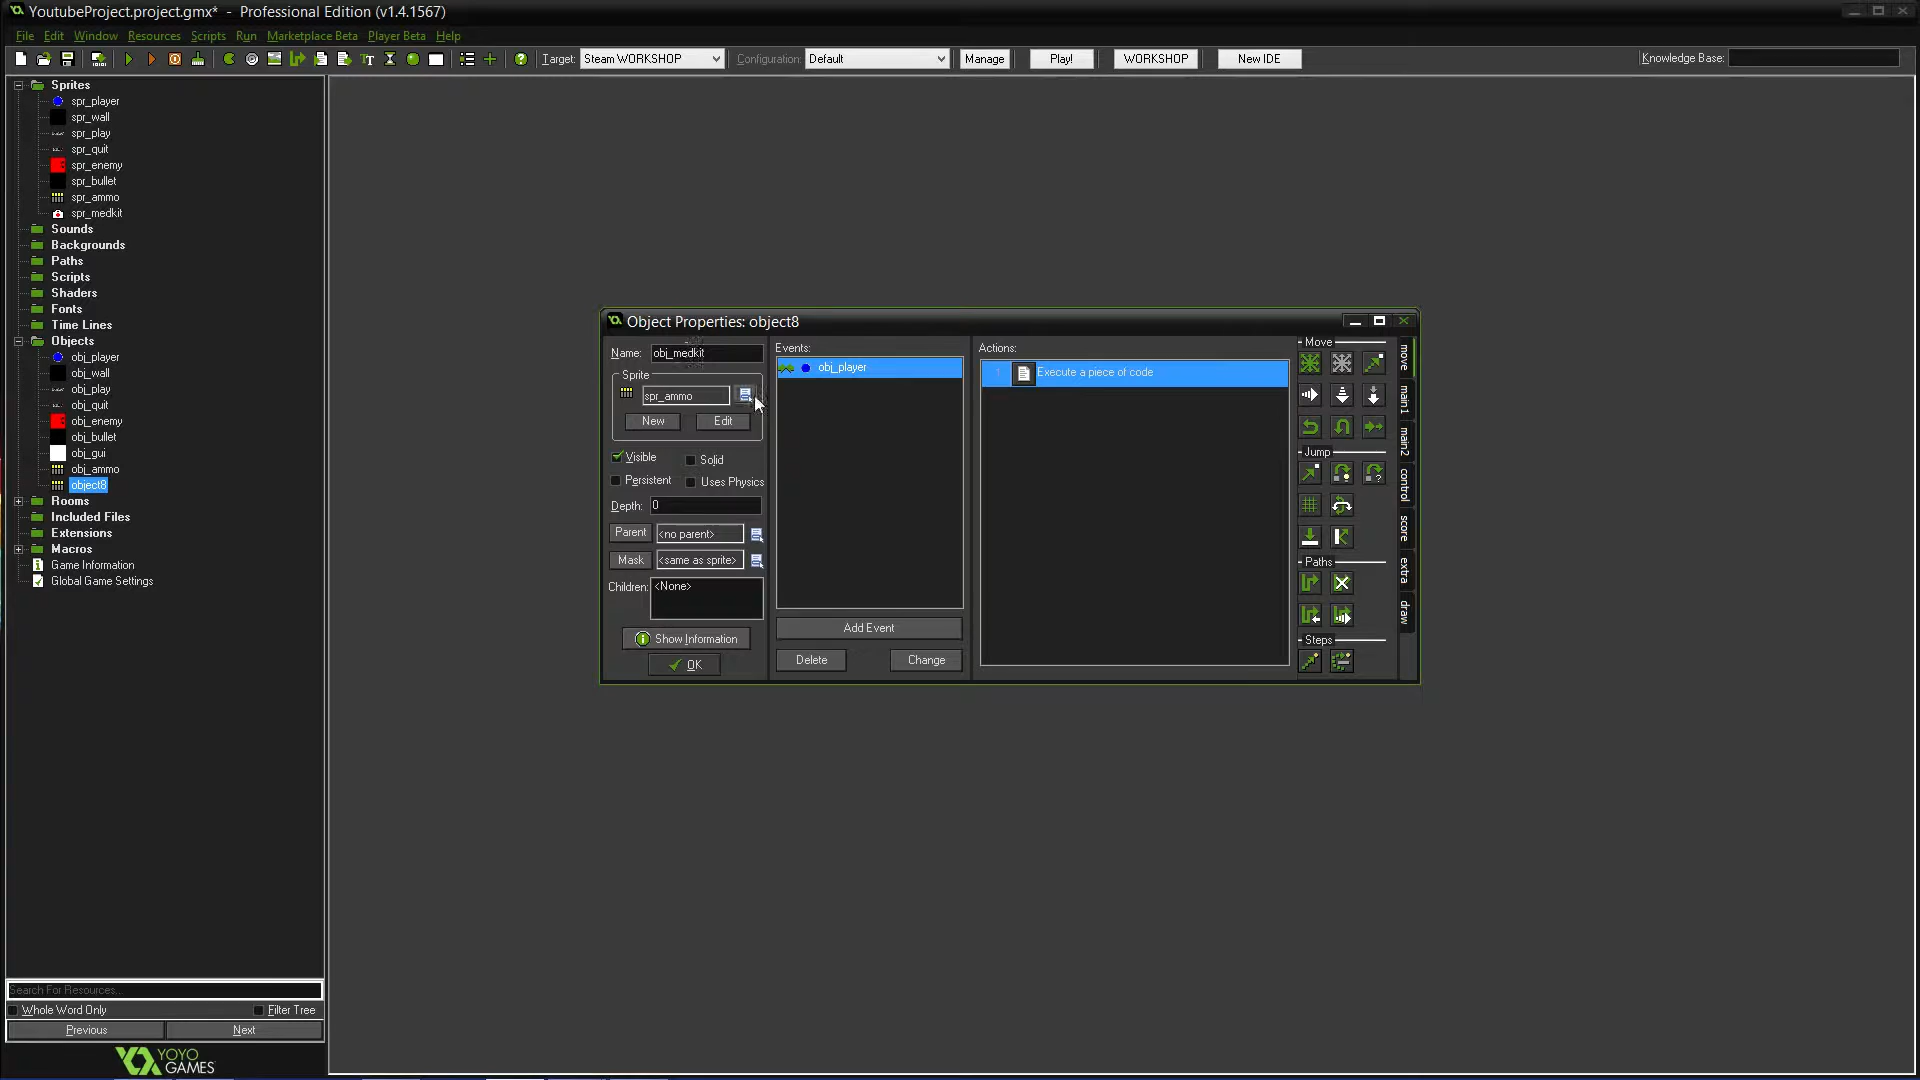 YoutubeProject.project.gmx* - Professional Edition (v1.4.1567)
File Edit Window Resources Scripts Run Marketplace Beta Player Beta Help
Target: Steam WORKSHOP Configuration: Default Manage Play! WORKSHOP New IDE Knowledge Base:
Sprites
spr_player
spr_wall
spr_play
spr_quit
spr_enemy
spr_bullet
spr_ammo
spr_medkit
Sounds
Backgrounds
Paths
Scripts
Shaders
Fonts
Time Lines
Objects
obj_player
obj_wall
obj_play
obj_quit
obj_enemy
obj_bullet
obj_gui
obj_ammo
object8
Rooms
Included Files
Extensions
Macros
Game Information
Global Game Settings
Search For Resources...
Whole Word Only Filter Tree
Previous Next
YOYO
GAMES
Object Properties: object8
Name: obj_medkit
Sprite
spr_ammo
New Edit
Visible Solid
Persistent Uses Physics
Depth: 0
Parent <no parent>
Mask <same as sprite>
Children: <None>
Show Information
OK
Events:
obj_player
Add Event
Delete Change
Actions:
1 Execute a piece of code
Move
Jump
Paths
Steps
move
main1
main2
control
score
extra
draw